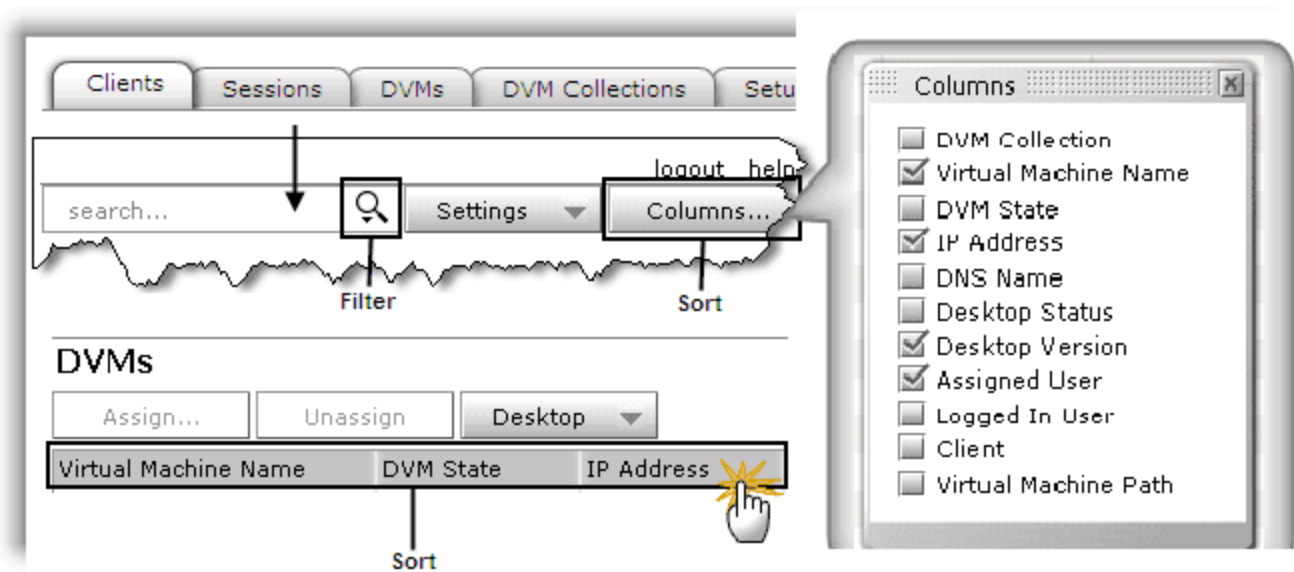 Clients Sessions DVMs DVM Collections Setu
logout help
search... Settings Columns...
Filter Sort
DVMs
Assign... Unassign Desktop
Virtual Machine Name DVM State IP Address
Sort
Columns
DVM Collection
Virtual Machine Name
DVM State
IP Address
DNS Name
Desktop Status
Desktop Version
Assigned User
Logged In User
Client
Virtual Machine Path